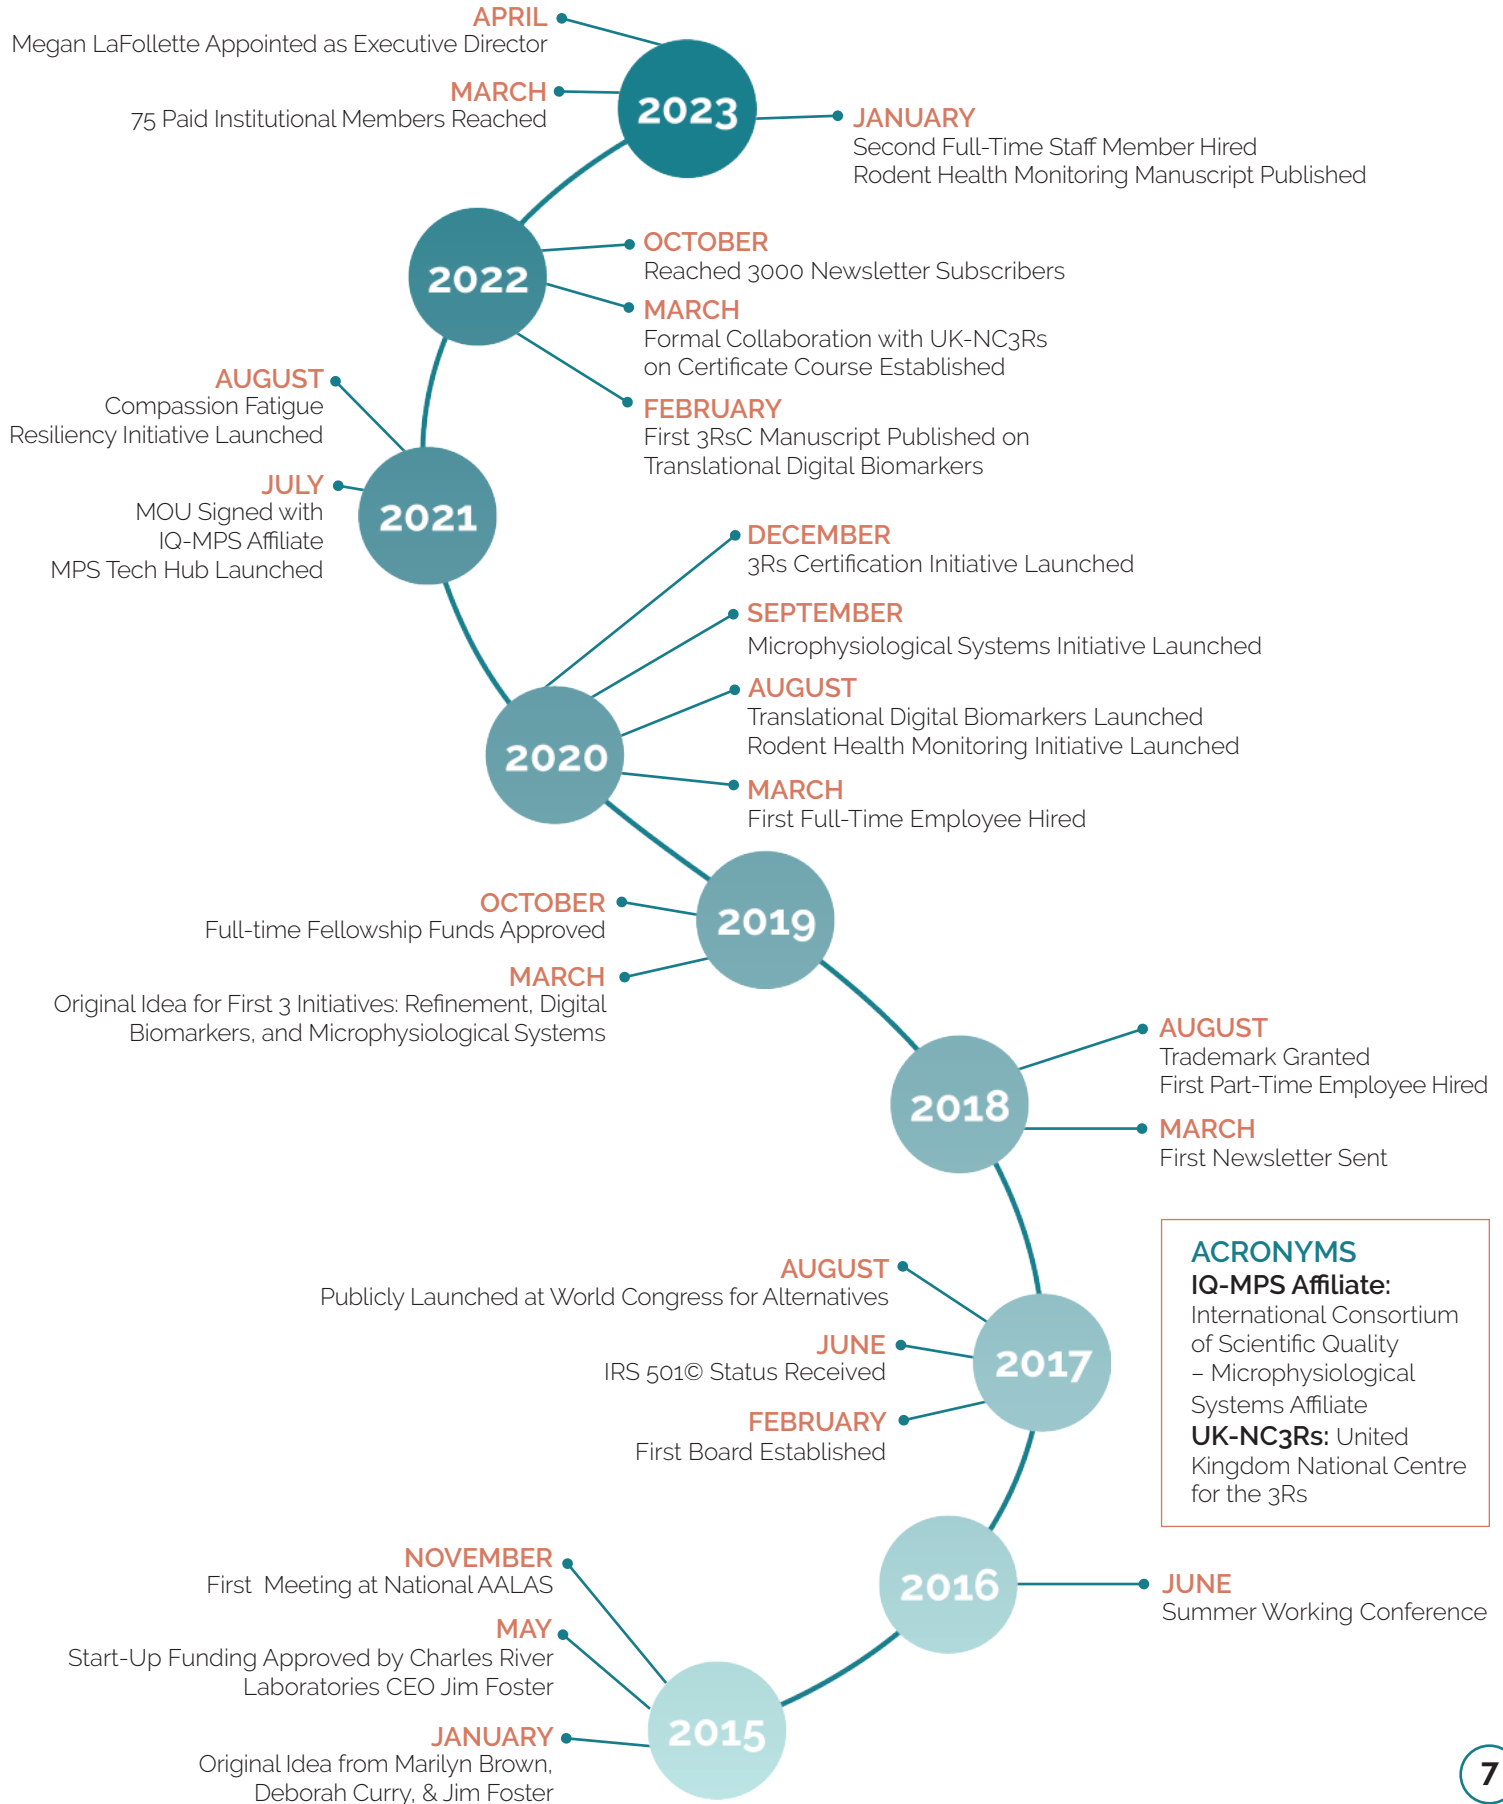 APRIL
Megan LaFollette Appointed as Executive Director
MARCH
75 Paid Institutional Members Reached
2023
JANUARY
Second Full-Time Staff Member Hired
Rodent Health Monitoring Manuscript Published
2022
OCTOBER
Reached 3000 Newsletter Subscribers
MARCH
Formal Collaboration with UK-NC3Rs
on Certificate Course Established
FEBRUARY
First 3RsC Manuscript Published on
Translational Digital Biomarkers
AUGUST
Compassion Fatigue
Resiliency Initiative Launched
JULY
MOU Signed with
IQ-MPS Affiliate
MPS Tech Hub Launched
2021
DECEMBER
3Rs Certification Initiative Launched
SEPTEMBER
Microphysiological Systems Initiative Launched
AUGUST
Translational Digital Biomarkers Launched
Rodent Health Monitoring Initiative Launched
2020
MARCH
First Full-Time Employee Hired
OCTOBER
Full-time Fellowship Funds Approved
2019
MARCH
Original Idea for First 3 Initiatives: Refinement, Digital
Biomarkers, and Microphysiological Systems
AUGUST
Trademark Granted
First Part-Time Employee Hired
2018
MARCH
First Newsletter Sent
AUGUST
Publicly Launched at World Congress for Alternatives
JUNE
IRS 501© Status Received
2017
FEBRUARY
First Board Established
ACRONYMS
IQ-MPS Affiliate:
International Consortium
of Scientific Quality
– Microphysiological
Systems Affiliate
UK-NC3Rs: United
Kingdom National Centre
for the 3Rs
2016
JUNE
Summer Working Conference
NOVEMBER
First Meeting at National AALAS
MAY
Start-Up Funding Approved by Charles River
Laboratories CEO Jim Foster
2015
JANUARY
Original Idea from Marilyn Brown,
Deborah Curry, & Jim Foster
7